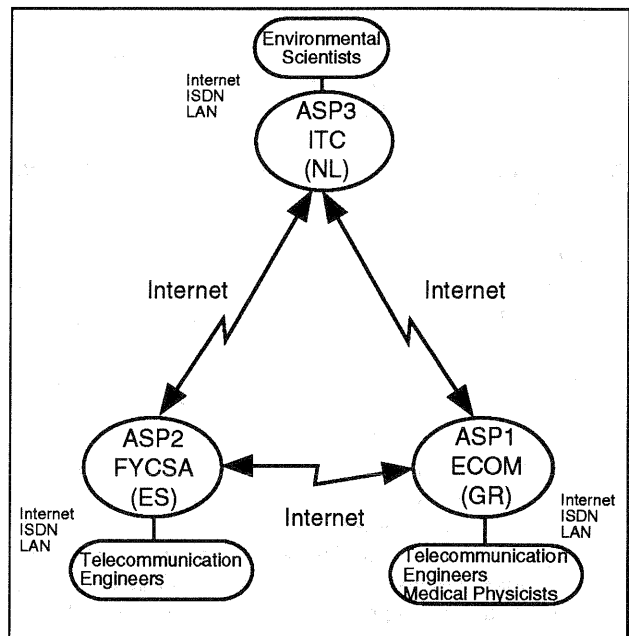 Environmental
Scientists
Internet
ISDN
LAN
ASP3
ITC
(NL)
Internet
Internet
ASP2
FYCSA
(ES)
ASP1
ECOM
(GR)
Internet
Internet
ISDN
LAN
Internet
ISDN
LAN
Telecommunication
Engineers
Telecommunication
Engineers
Medical Physicists